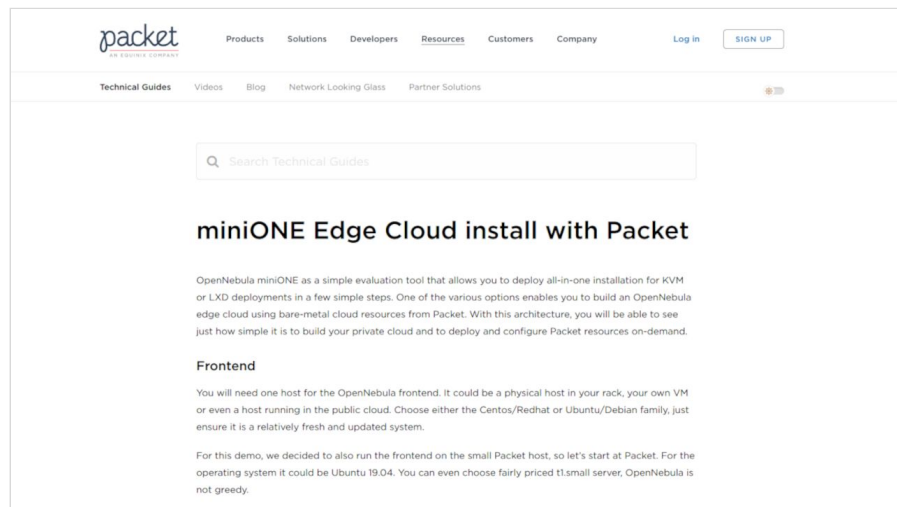 packet
AN EQUINIX COMPANY
Products Solutions Developers Resources Customers Company Log in SIGN UP
Technical Guides Videos Blog Network Looking Glass Partner Solutions
Search Technical Guides
miniONE Edge Cloud install with Packet
OpenNebula miniONE as a simple evaluation tool that allows you to deploy all-in-one installation for KVM
or LXD deployments in a few simple steps. One of the various options enables you to build an OpenNebula
edge cloud using bare-metal cloud resources from Packet. With this architecture, you will be able to see
just how simple it is to build your private cloud and to deploy and configure Packet resources on-demand.
Frontend
You will need one host for the OpenNebula frontend. It could be a physical host in your rack, your own VM
or even a host running in the public cloud. Choose either the Centos/Redhat or Ubuntu/Debian family, just
ensure it is a relatively fresh and updated system.
For this demo, we decided to also run the frontend on the small Packet host, so let's start at Packet. For the
operating system it could be Ubuntu 19.04. You can even choose fairly priced t1.small server, OpenNebula is
not greedy.